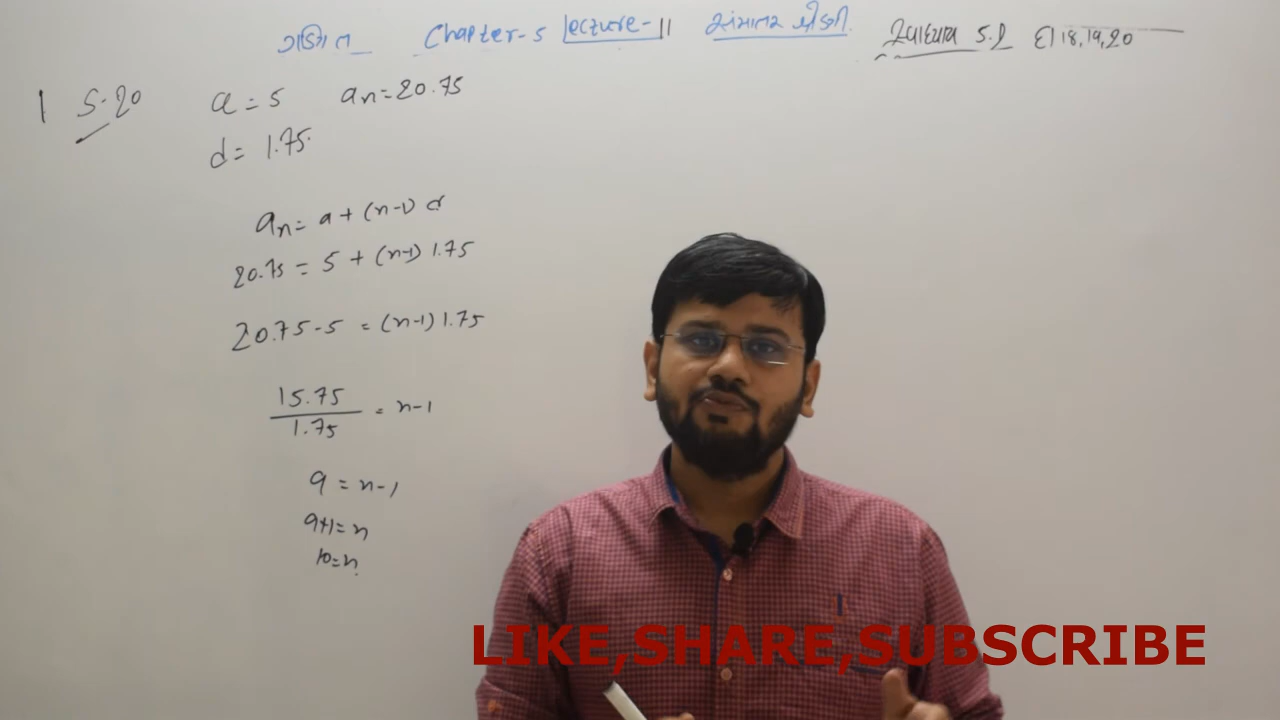 ગણિત Chapter-5 lecture-11 સમાંતર શ્રેણી સ્વાધ્યાય 5.2 દા 18,19,20
1 S-20 a = 5 an = 20.75
d = 1.75
an = a + (n-1) d
20.75 = 5 + (n-1) 1.75
20.75-5 = (n-1) 1.75
15.75
1.75 = n-1
9 = n-1
9+1 = n
10 = n
LIKE,SHARE,SUBSCRIBE